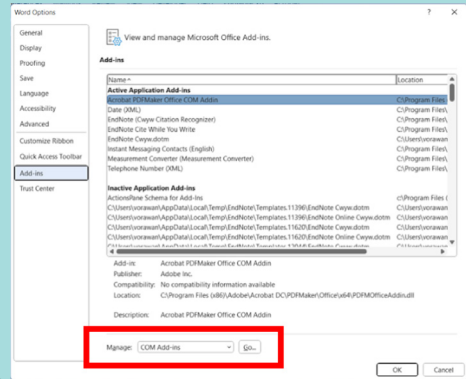 Word Options
? X
General
Display
Proofing
Save
Language
Accessibility
Advanced
Customize Ribbon
Quick Access Toolbar
Add-ins
Trust Center
View and manage Microsoft Office Add-ins.
Add-ins
Name Location
Active Application Add-ins
Acrobat PDFMaker Office COM Addin C:\Program Files
Date (XML) C:\Program Files\
EndNote (Cwyw Citation Recognizer) C:\Program Files\
EndNote Cite While You Write C:\Program Files\
EndNote Cwyw.dotm C:\Users\vorawan
Instant Messaging Contacts (English) C:\Program Files\
Measurement Converter (Measurement Converter) C:\Program Files\
Telephone Number (XML) C:\Program Files\
Inactive Application Add-ins
ActionsPane Schema for Add-Ins c:\Program Files (
C:\Users\vorawan\AppData\Local\Temp\EndNote\Templates.11396\EndNote Cwyw.dotm C:\Users\vorawan
C:\Users\vorawan\AppData\Local\Temp\EndNote\Templates.11396\EndNote Online Cwyw.dotm C:\Users\vorawan
C:\Users\vorawan\AppData\Local\Temp\EndNote\Templates.11620\EndNote Cwyw.dotm C:\Users\vorawan
C:\Users\vorawan\AppData\Local\Temp\EndNote\Templates.11620\EndNote Online Cwyw.dotm C:\Users\vorawan
Add-in: Acrobat PDFMaker Office COM Addin
Publisher: Adobe Inc.
Compatibility: No compatibility information available
Location: C:\Program Files (x86)\Adobe\Acrobat DC\PDFMaker\Office\x64\PDFMOfficeAddin.dll
Description: Acrobat PDFMaker Office COM Addin
Manage: COM Add-ins Go...
OK Cancel